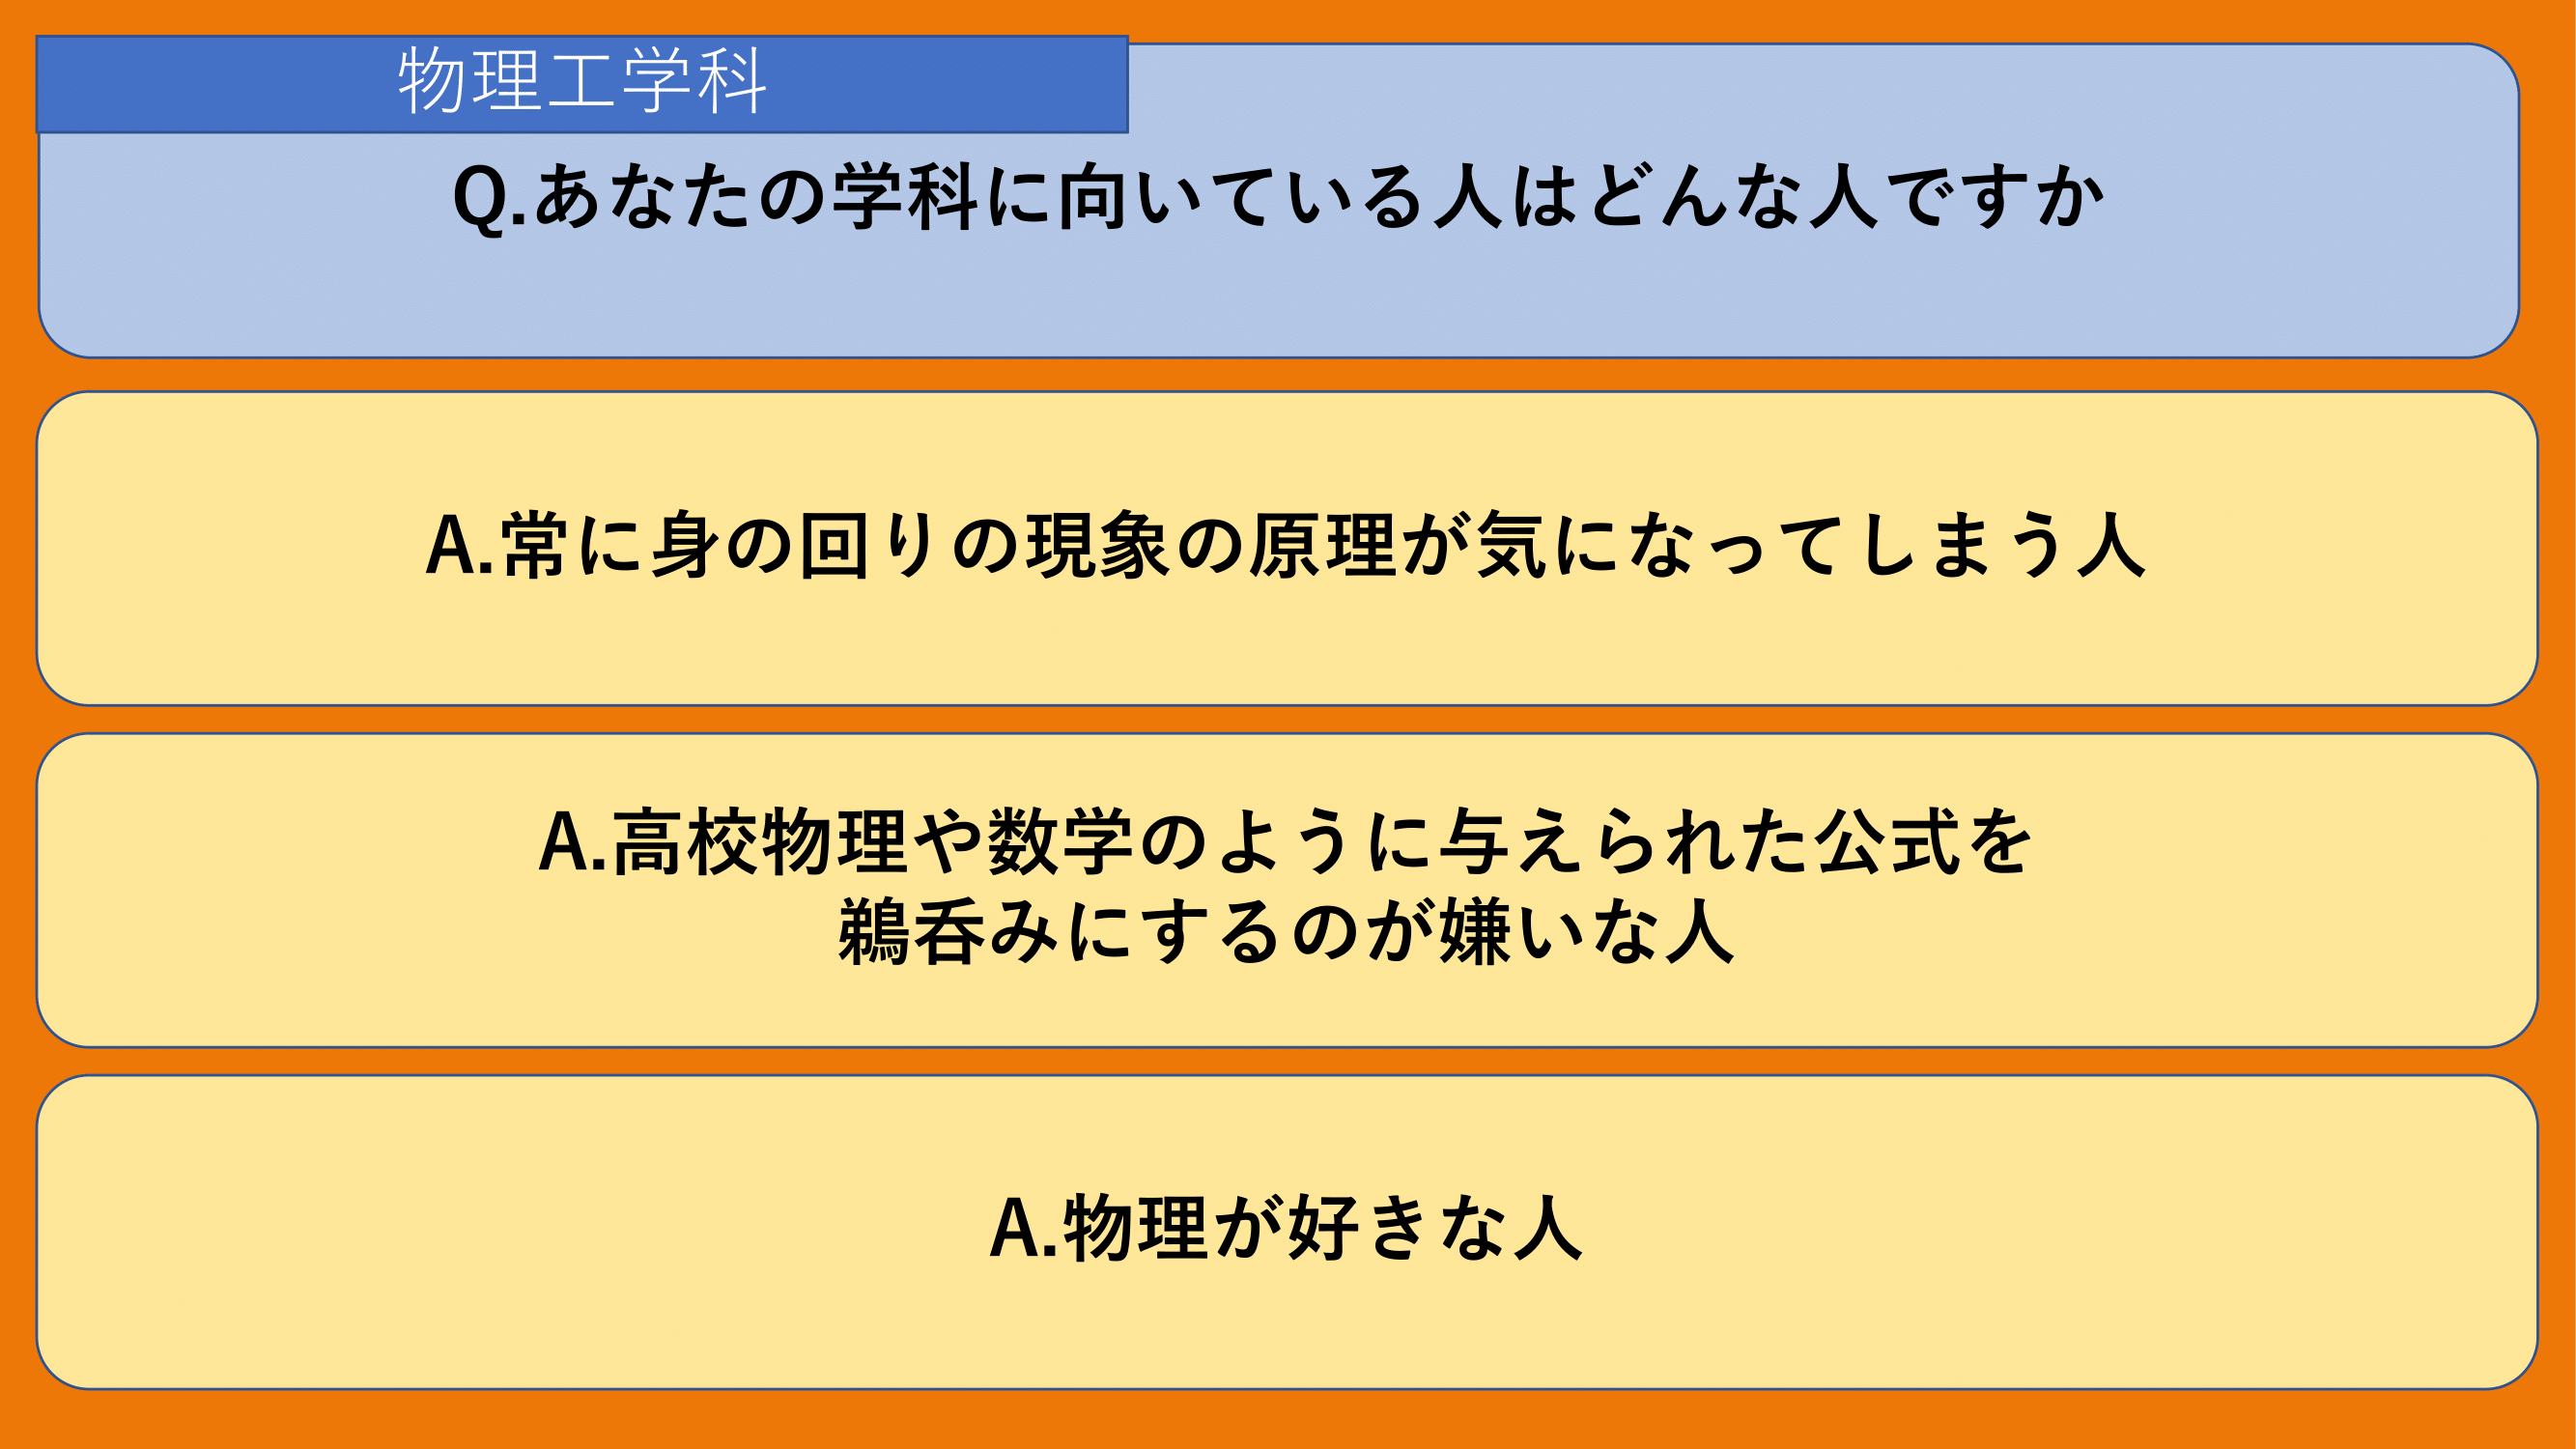 物理工学科
Q.あなたの学科に向いている人はどんな人ですか
A.常に身の回りの現象の原理が気になってしまう人
A.高校物理や数学のように与えられた公式を
鵜呑みにするのが嫌いな人
A.物理が好きな人